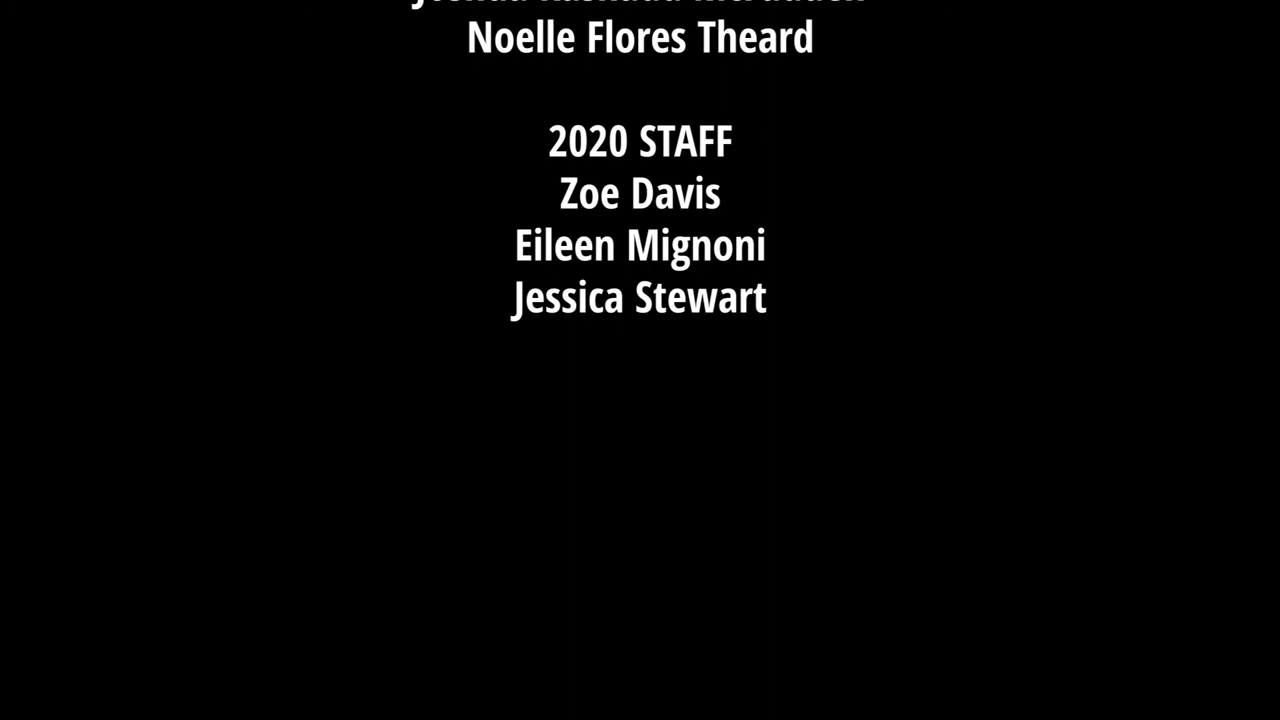 Noelle Flores Theard
2020 STAFF
Zoe Davis
Eileen Mignoni
Jessica Stewart